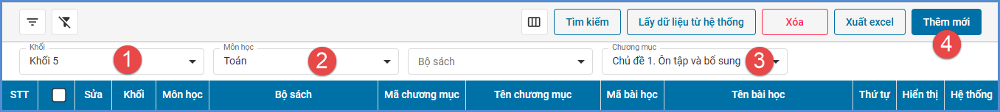 Tìm kiếm Lấy dữ liệu từ hệ thống Xóa Xuất excel Thêm mới
4
Khối Môn học Chương mục
Khối 5 1 Toán 2 Bộ sách Chủ đề 1. Ôn tập và bổ sung 3
STT Sửa Khối Môn học Bộ sách Mã chương mục Tên chương mục Mã bài học Tên bài học Thứ tự Hiển thị Hệ thống